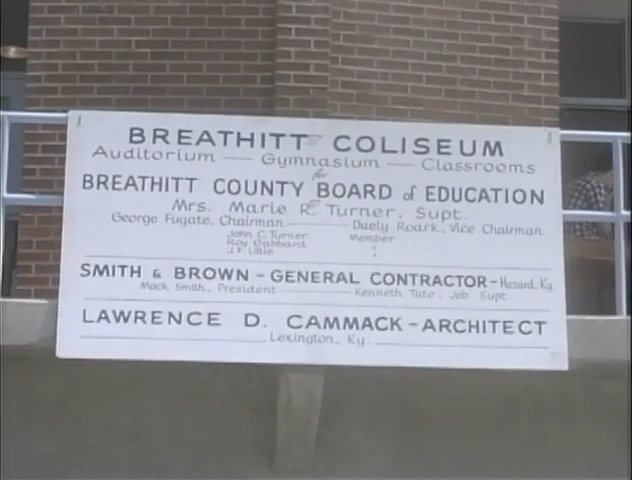 BREATHITT COLISEUM
Auditorium — Gymnasium — Classrooms
for
BREATHITT COUNTY BOARD of EDUCATION
Mrs. Marie R. Turner, Supt.
George Fugate, Chairman — Daely Roark, Vice Chairman
John C. Turner Member
Roy Gabbard "
J.F. Little "
SMITH & BROWN - GENERAL CONTRACTOR - Hazard, Ky.
Mack Smith, President — Kenneth Tate, Job Supt.
LAWRENCE D. CAMMACK - ARCHITECT
Lexington, Ky.